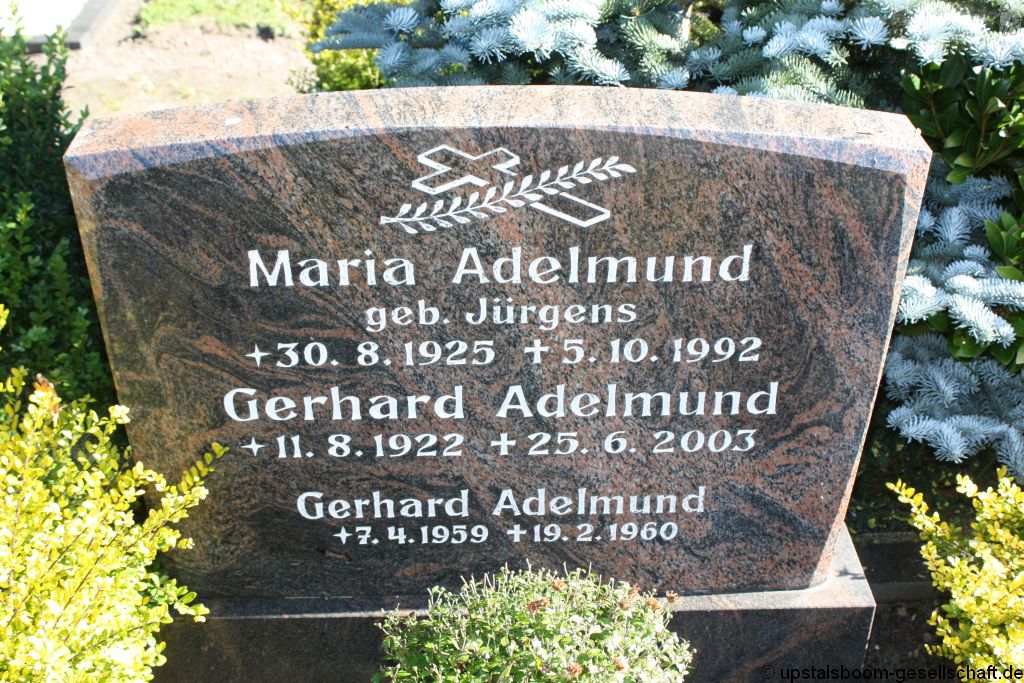 Maria Adelmund
geb. Jürgens
✦30. 8. 1925 ✝5. 10. 1992
Gerhard Adelmund
✦11. 8. 1922 ✝25. 6. 2003
Gerhard Adelmund
✦7. 4. 1959 ✝19. 2. 1960
© upstalsboom-gesellschaft.de